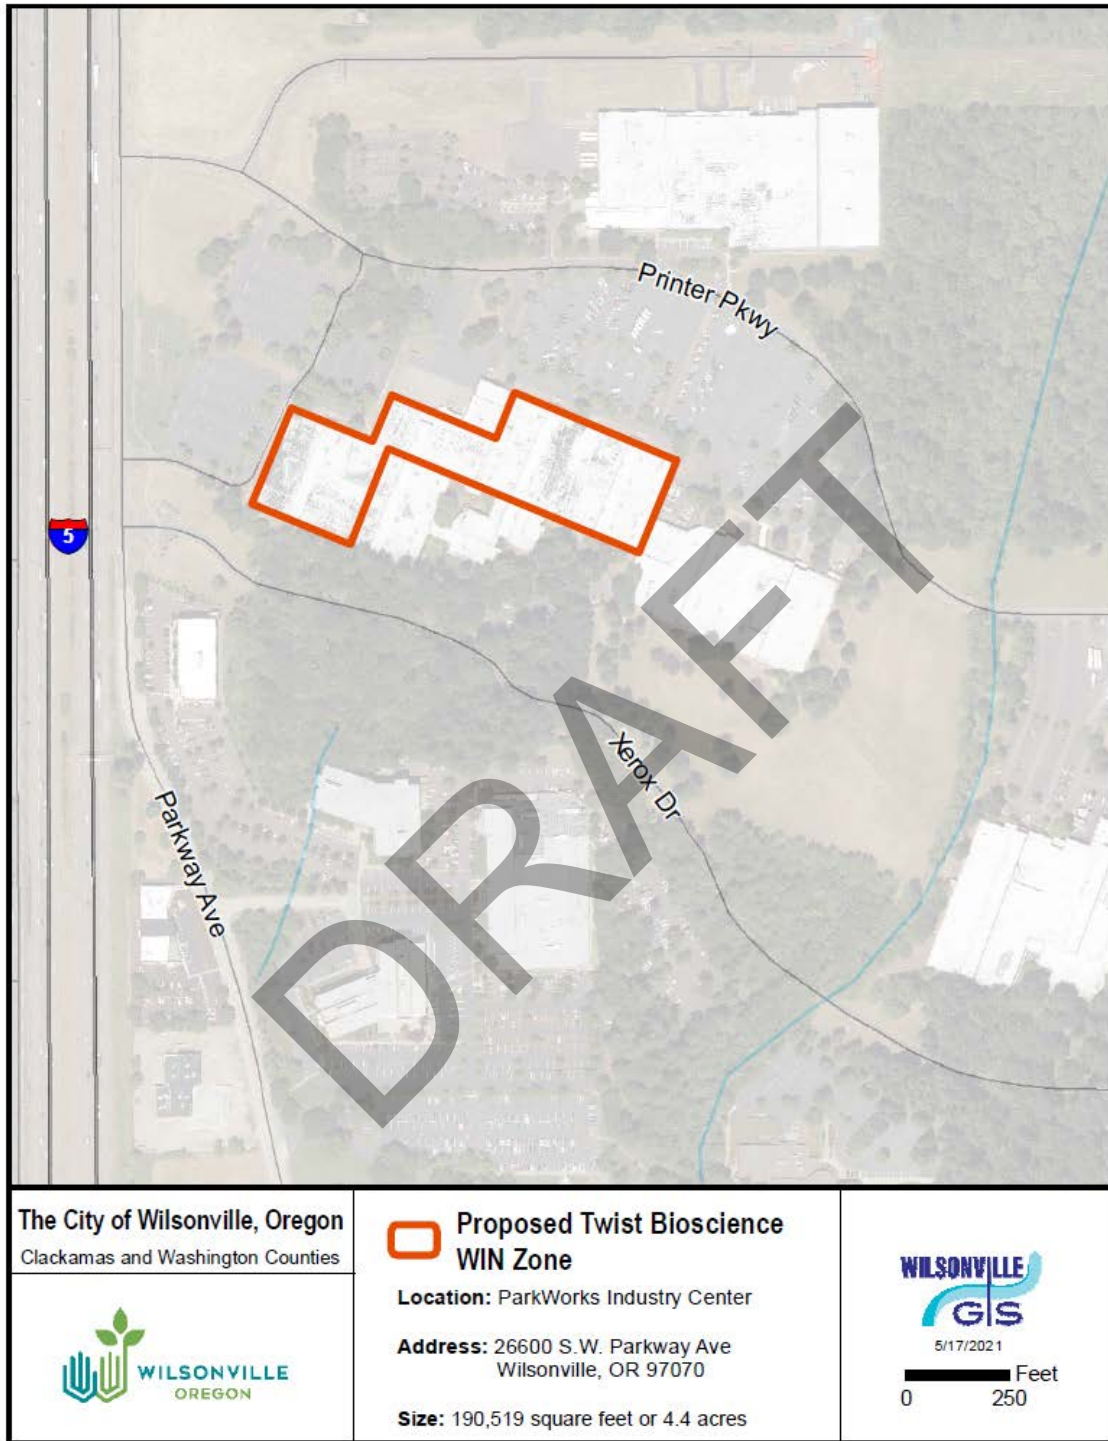 Printer Pkwy
5
Xerox Dr
Parkway Ave
DRAFT
The City of Wilsonville, Oregon
Clackamas and Washington Counties
WILSONVILLE
OREGON
Proposed Twist Bioscience
WIN Zone
Location: ParkWorks Industry Center
Address: 26600 S.W. Parkway Ave
Wilsonville, OR 97070
Size: 190,519 square feet or 4.4 acres
WILSONVILLE
GIS
5/17/2021
Feet
0 250